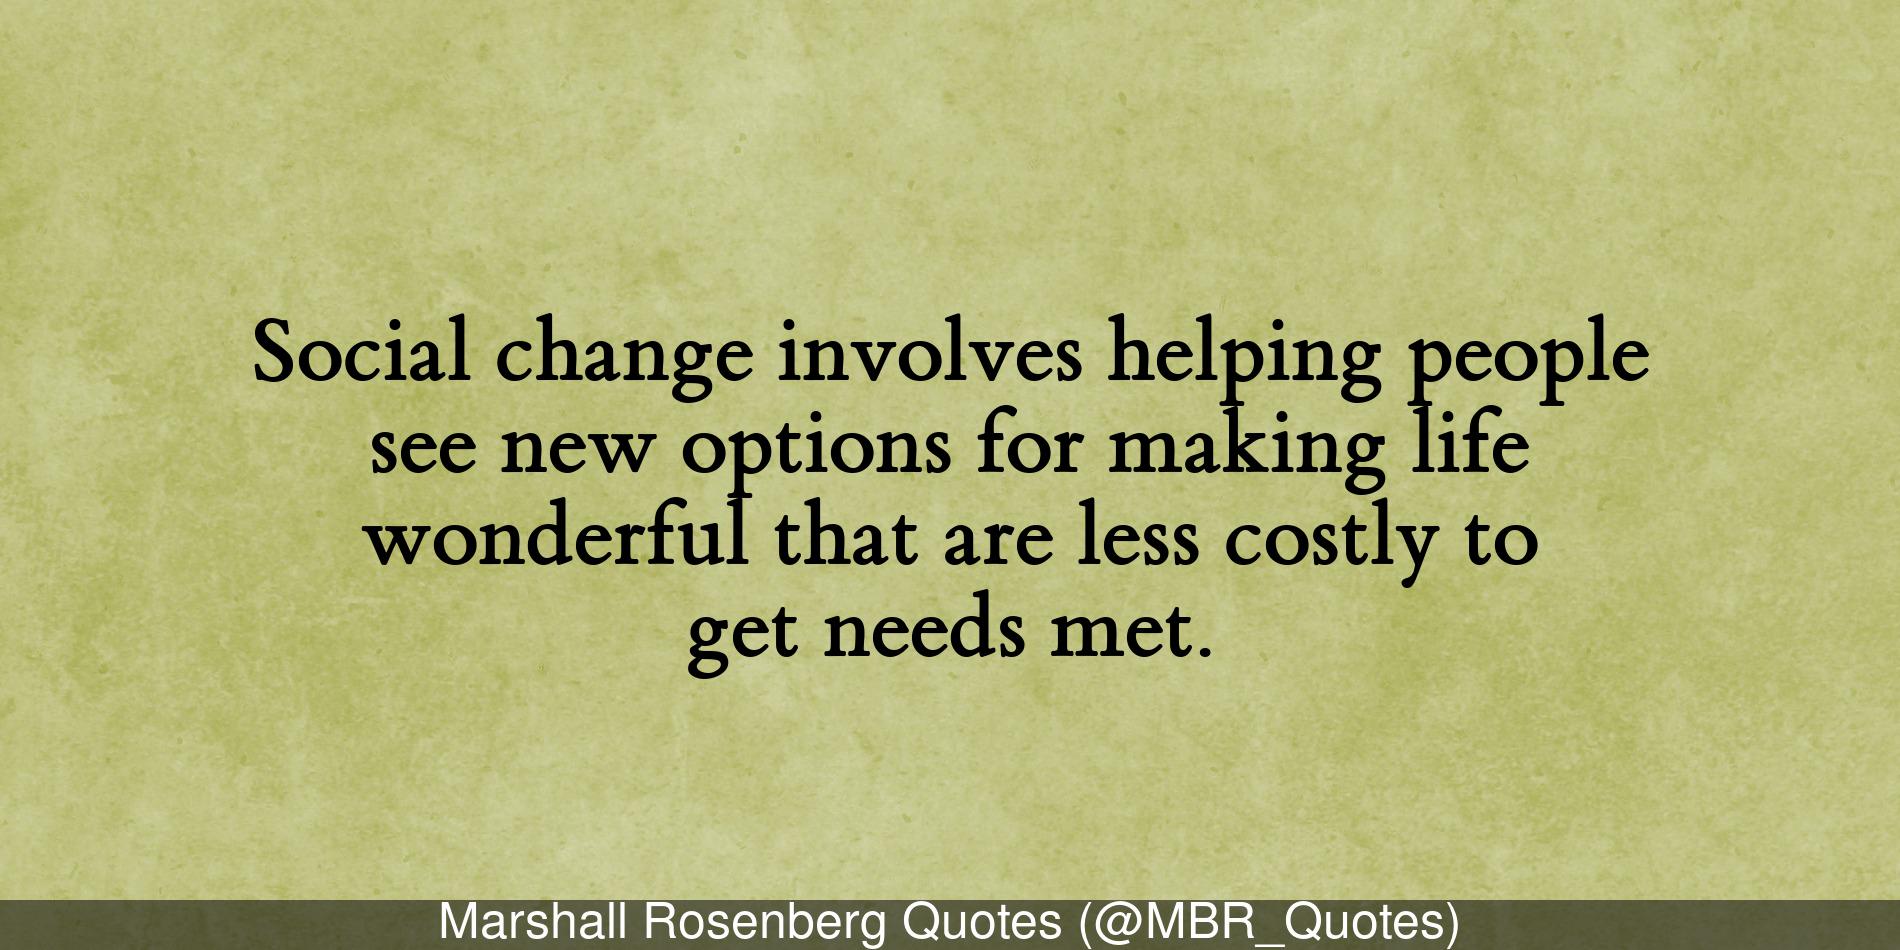 Social change involves helping people
see new options for making life
wonderful that are less costly to
get needs met.
Marshall Rosenberg Quotes (@MBR_Quotes)